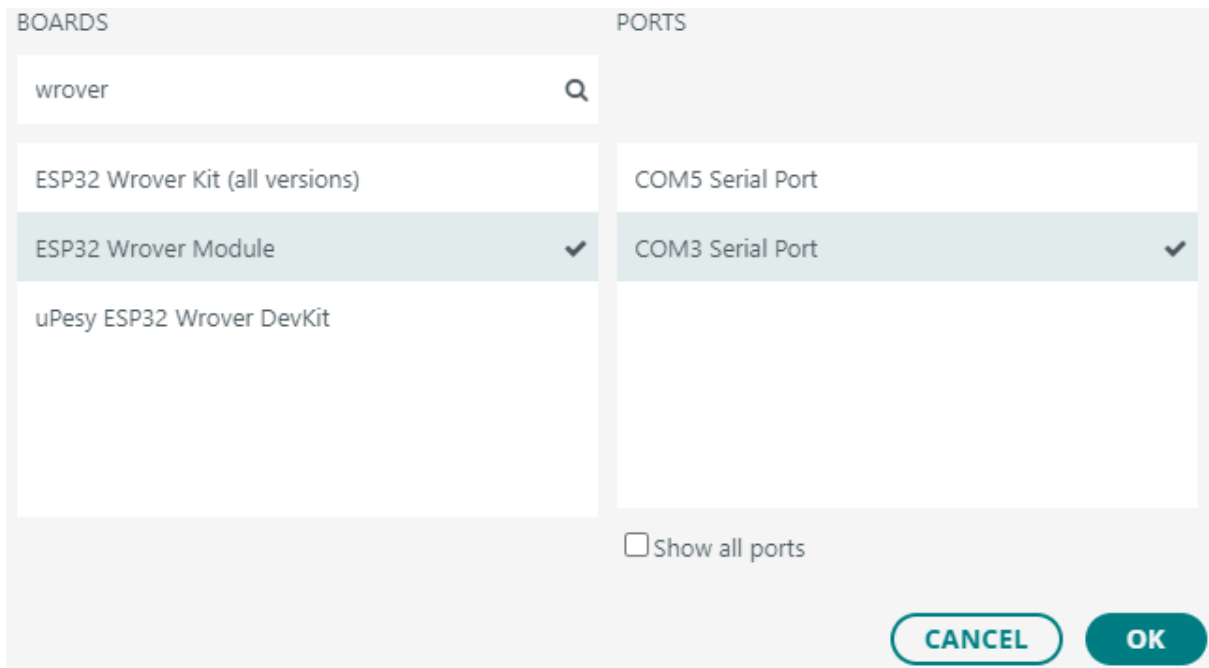 BOARDS
PORTS
wrover
ESP32 Wrover Kit (all versions)
COM5 Serial Port
ESP32 Wrover Module
COM3 Serial Port
uPesy ESP32 Wrover DevKit
Show all ports
CANCEL
OK